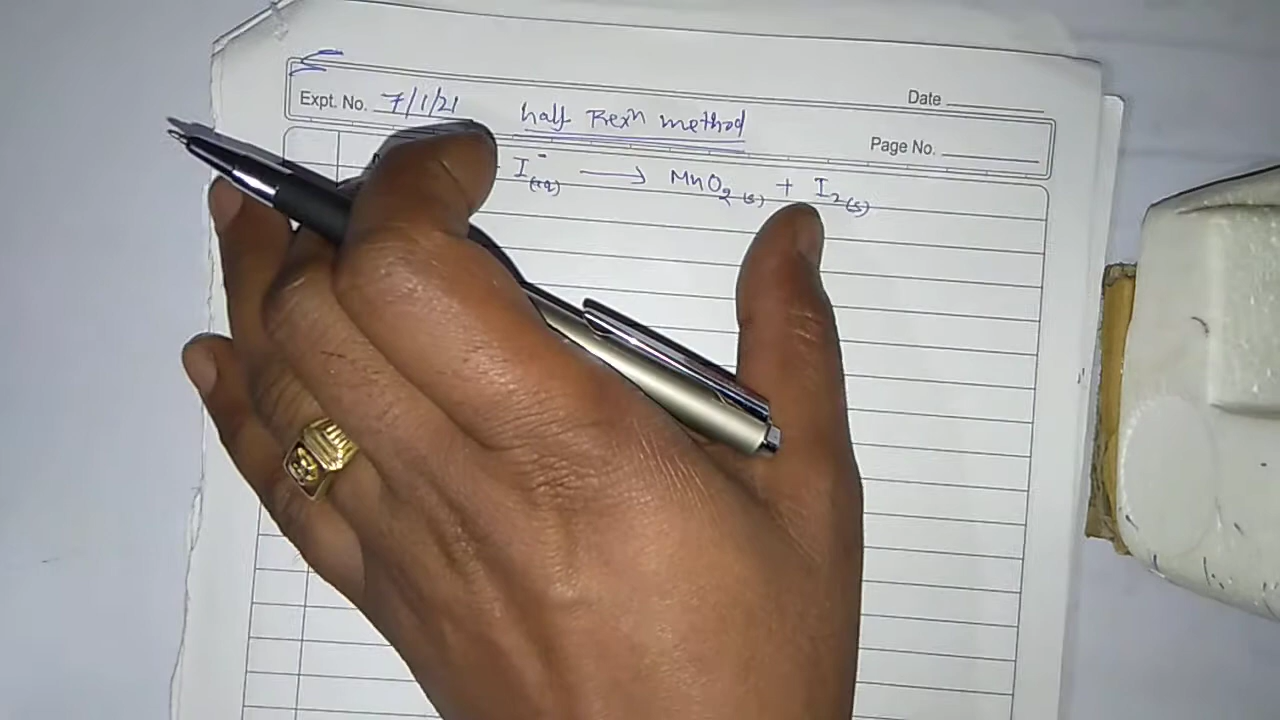 Expt. No. 7/1/21
half Rexn method
Date
Page No.
I⁻(aq) ⟶ MnO₂(s) + I₂(s)